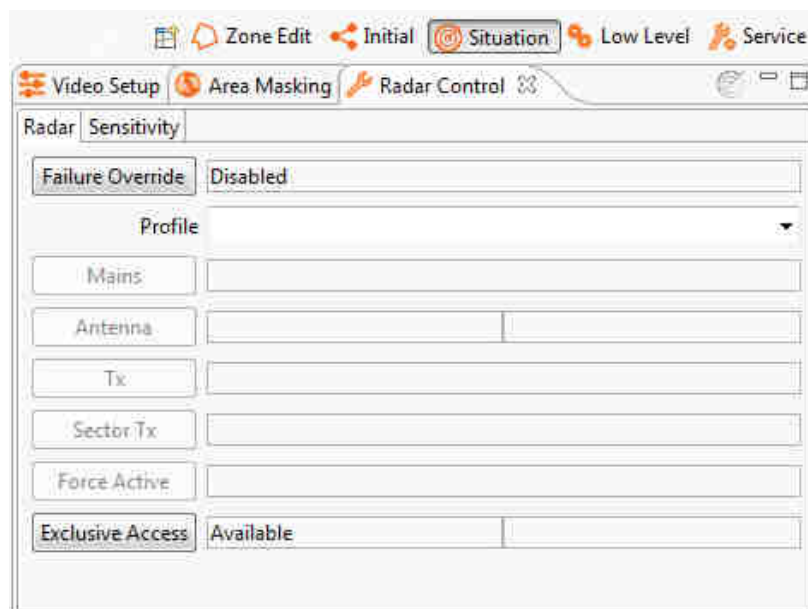 Zone Edit Initial Situation Low Level Service
Video Setup Area Masking Radar Control
Radar Sensitivity
Failure Override Disabled
Profile
Mains
Antenna
Tx
Sector Tx
Force Active
Exclusive Access Available